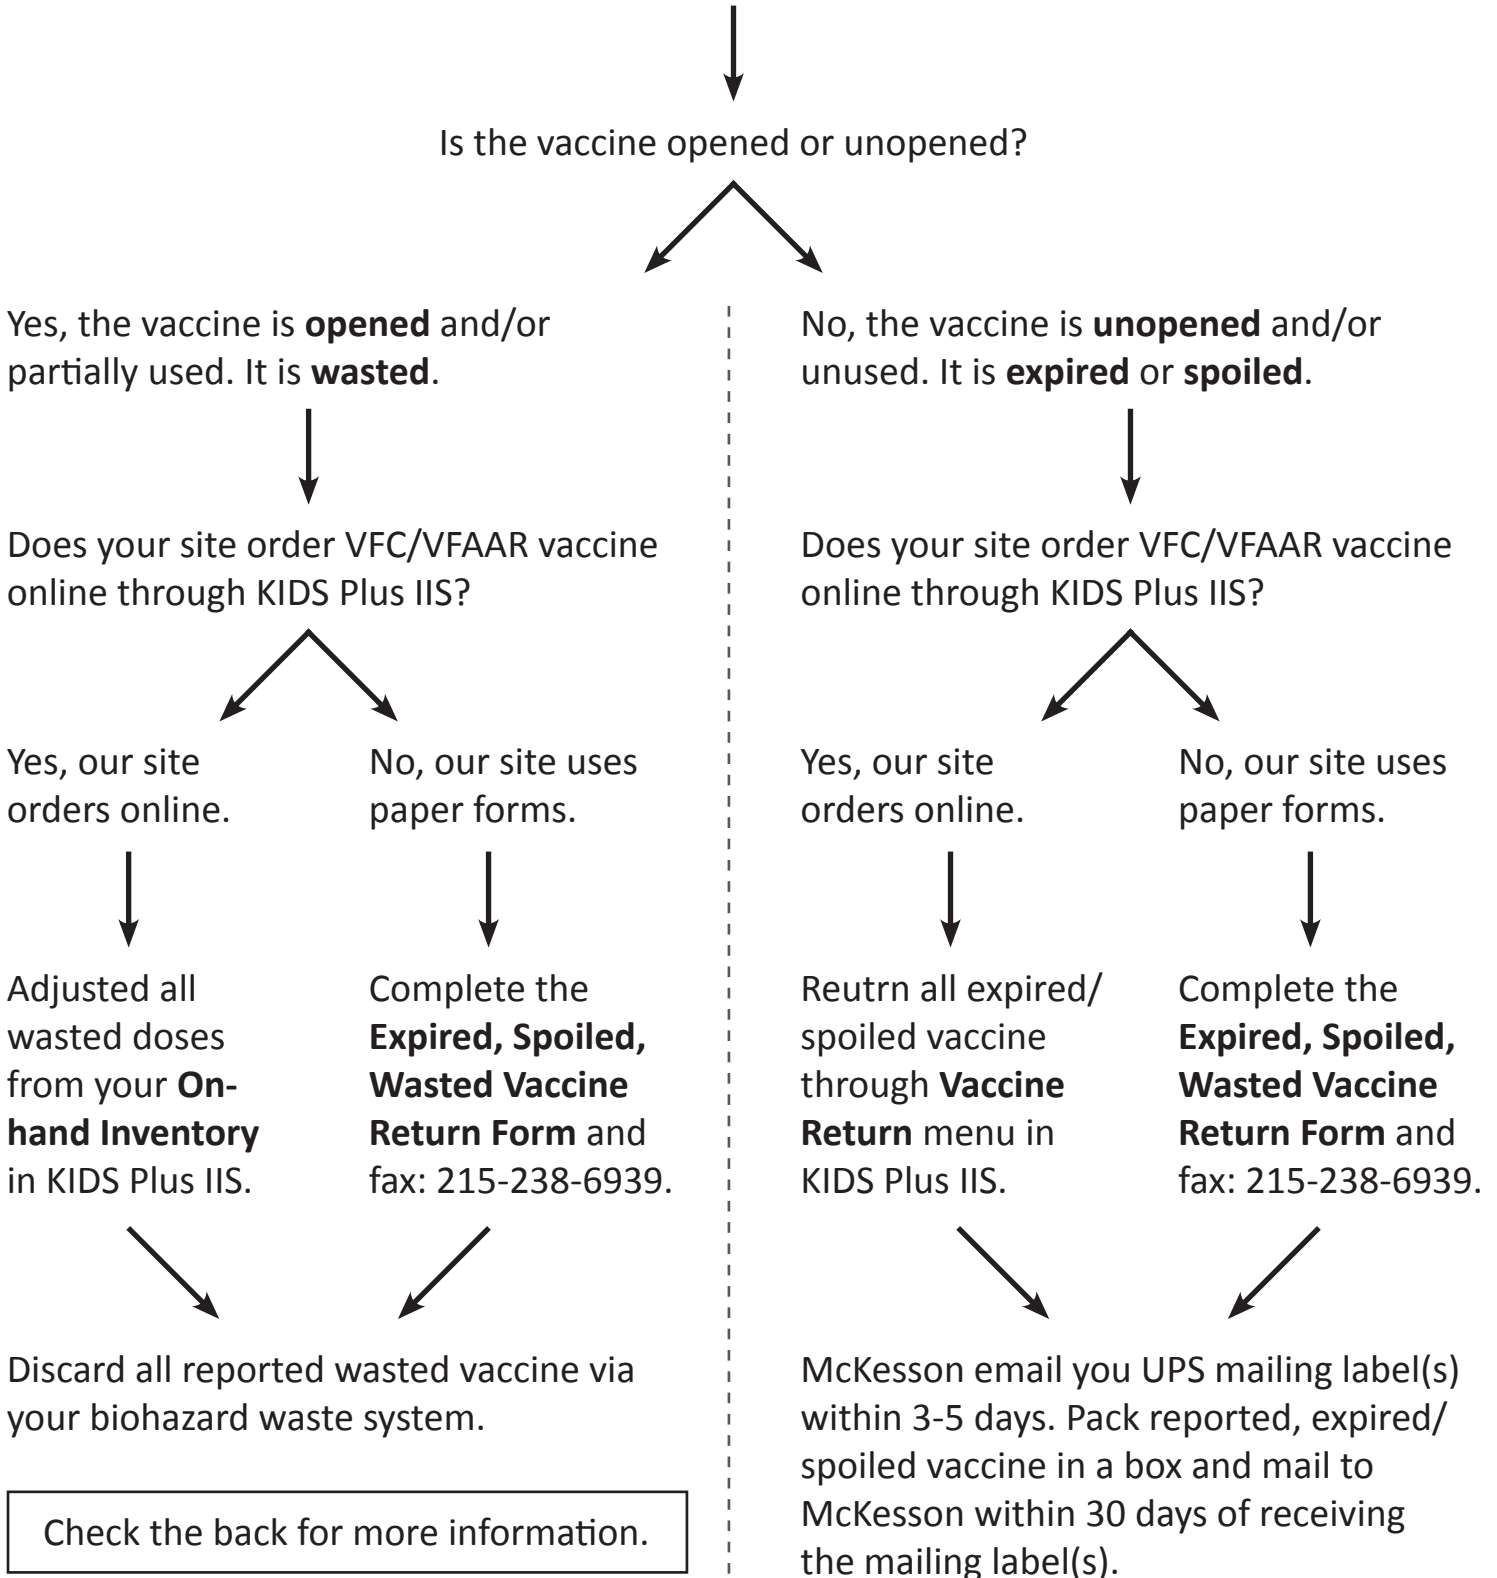 Is the vaccine opened or unopened?
Yes, the vaccine is opened and/or
partially used. It is wasted.
Does your site order VFC/VFAAR vaccine
online through KIDS Plus IIS?
Yes, our site
orders online.
No, our site uses
paper forms.
Adjusted all
wasted doses
from your On-
hand Inventory
in KIDS Plus IIS.
Complete the
Expired, Spoiled,
Wasted Vaccine
Return Form and
fax: 215-238-6939.
Discard all reported wasted vaccine via
your biohazard waste system.
Check the back for more information.
No, the vaccine is unopened and/or
unused. It is expired or spoiled.
Does your site order VFC/VFAAR vaccine
online through KIDS Plus IIS?
Yes, our site
orders online.
No, our site uses
paper forms.
Reutrn all expired/
spoiled vaccine
through Vaccine
Return menu in
KIDS Plus IIS.
Complete the
Expired, Spoiled,
Wasted Vaccine
Return Form and
fax: 215-238-6939.
McKesson email you UPS mailing label(s)
within 3-5 days. Pack reported, expired/
spoiled vaccine in a box and mail to
McKesson within 30 days of receiving
the mailing label(s).